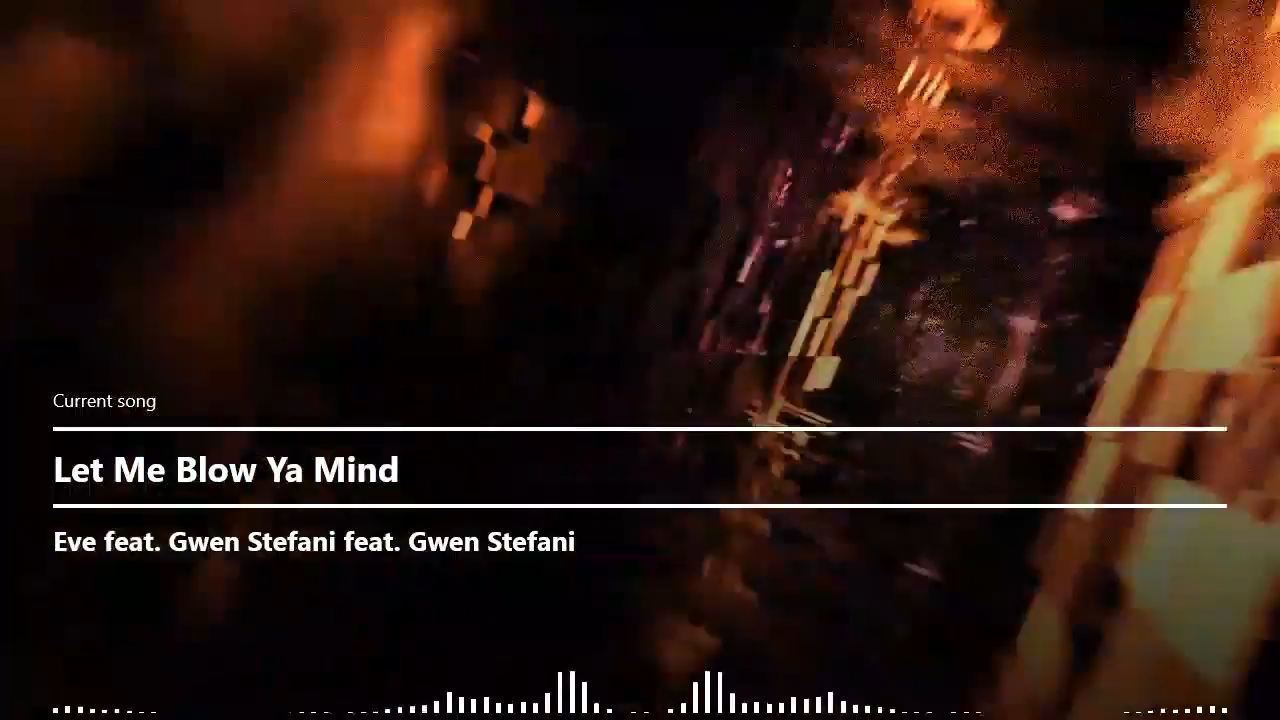 Current song
Let Me Blow Ya Mind
Eve feat. Gwen Stefani feat. Gwen Stefani